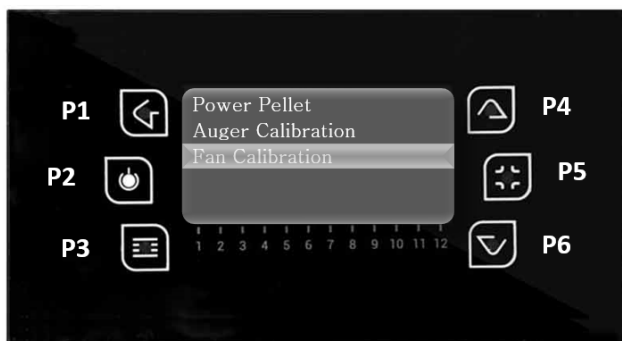 P1
Power Pellet
P4
Auger Calibration
Fan Calibration
P2
P5
P3
1 2 3 4 5 6 7 8 9 10 11 12
P6